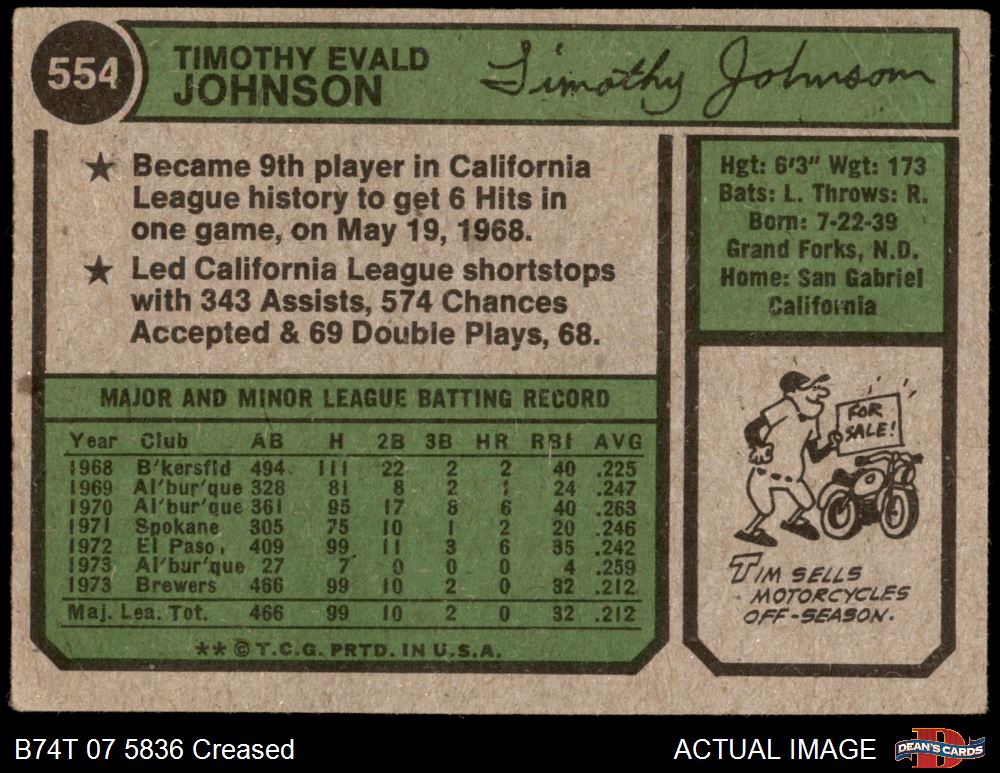 554
TIMOTHY EVALD
JOHNSON
Timothy Johnson
★ Became 9th player in California
League history to get 6 Hits in
one game, on May 19, 1968.
★ Led California League shortstops
with 343 Assists, 574 Chances
Accepted & 69 Double Plays, 68.
Hgt: 6'3" Wgt: 173
Bats: L. Throws: R.
Born: 7-22-39
Grand Forks, N.D.
Home: San Gabriel
California
MAJOR AND MINOR LEAGUE BATTING RECORD
Year Club AB H 2B 3B HR RBI AVG
1968 B'kersfld 494 111 22 2 2 40 .225
1969 Al'bur'que 328 81 8 2 1 24 .247
1970 Al'bur'que 361 95 17 8 6 40 .263
1971 Spokane 305 75 10 1 2 20 .246
1972 El Paso 409 99 11 3 6 35 .242
1973 Al'bur'que 27 7 0 0 0 4 .259
1973 Brewers 466 99 10 2 0 32 .212
Maj. Lea. Tot. 466 99 10 2 0 32 .212
** © T.C.G. PRTD. IN U.S.A.
FOR
SALE!
TIM SELLS
MOTORCYCLES
OFF-SEASON.
B74T 07 5836 Creased
ACTUAL IMAGE
DEAN'S CARDS